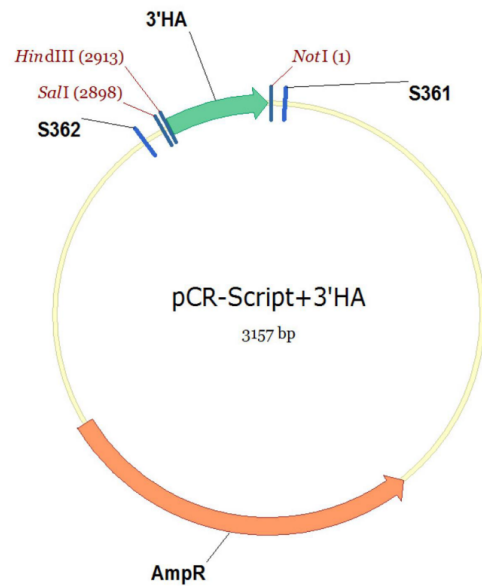 3'HA
HindIII (2913)
NotI (1)
SalI (2898)
S361
S362
pCR-Script+3'HA
3157 bp
AmpR